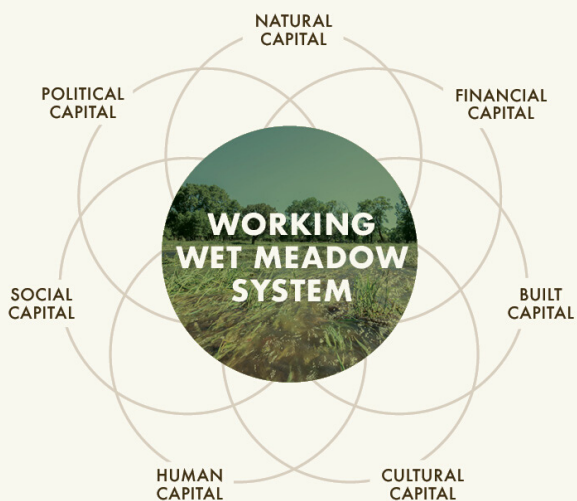 NATURAL
CAPITAL
POLITICAL
CAPITAL
FINANCIAL
CAPITAL
WORKING
WET MEADOW
SYSTEM
SOCIAL
CAPITAL
BUILT
CAPITAL
HUMAN
CAPITAL
CULTURAL
CAPITAL